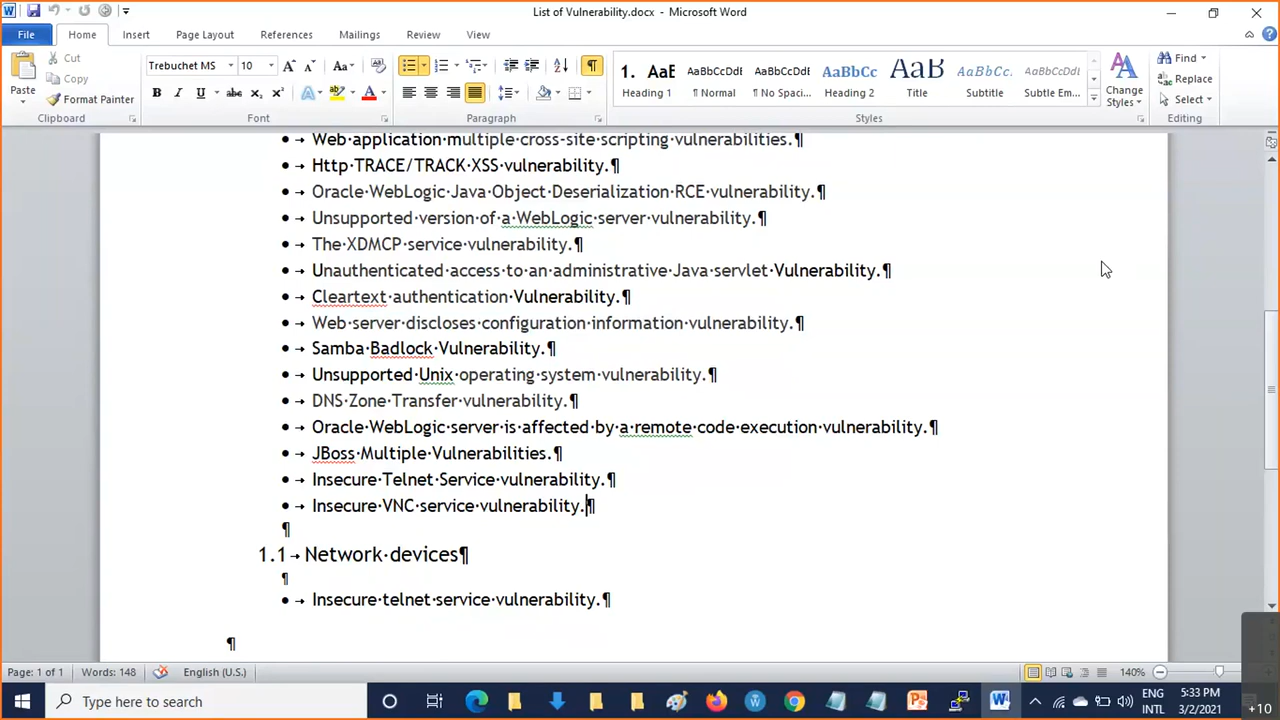 List of Vulnerability.docx - Microsoft Word
File Home Insert Page Layout References Mailings Review View
Cut
Copy
Format Painter
Paste
Trebuchet MS 10
Aa
B I U abc X₂ X²
A ab A
1. AaE AaBbCcDdI AaBbCcDdI AaBbCc AaB AaBbCc. AaBbCcDdI
Heading 1 ¶ Normal ¶ No Spaci... Heading 2 Title Subtitle Subtle Em...
Change Styles
Find
Replace
Select
Clipboard Font Paragraph Styles Editing
• → Web·application·multiple·cross-site·scripting·vulnerabilities.¶
• → Http·TRACE/TRACK·XSS·vulnerability.¶
• → Oracle·WebLogic·Java·Object·Deserialization·RCE·vulnerability.¶
• → Unsupported·version·of·a·WebLogic·server·vulnerability.¶
• → The·XDMCP·service·vulnerability.¶
• → Unauthenticated·access·to·an·administrative·Java·servlet·Vulnerability.¶
• → Cleartext·authentication·Vulnerability.¶
• → Web·server·discloses·configuration·information·vulnerability.¶
• → Samba·Badlock·Vulnerability.¶
• → Unsupported·Unix·operating·system·vulnerability.¶
• → DNS·Zone·Transfer·vulnerability.¶
• → Oracle·WebLogic·server·is·affected·by·a·remote·code·execution·vulnerability.¶
• → JBoss·Multiple·Vulnerabilities.¶
• → Insecure·Telnet·Service·vulnerability.¶
• → Insecure·VNC·service·vulnerability.¶
¶
1.1 → Network·devices¶
¶
• → Insecure·telnet·service·vulnerability.¶
¶
Page: 1 of 1 Words: 148 English (U.S.) 140%
Type here to search
ENG
INTL
5:33 PM
3/2/2021
+10